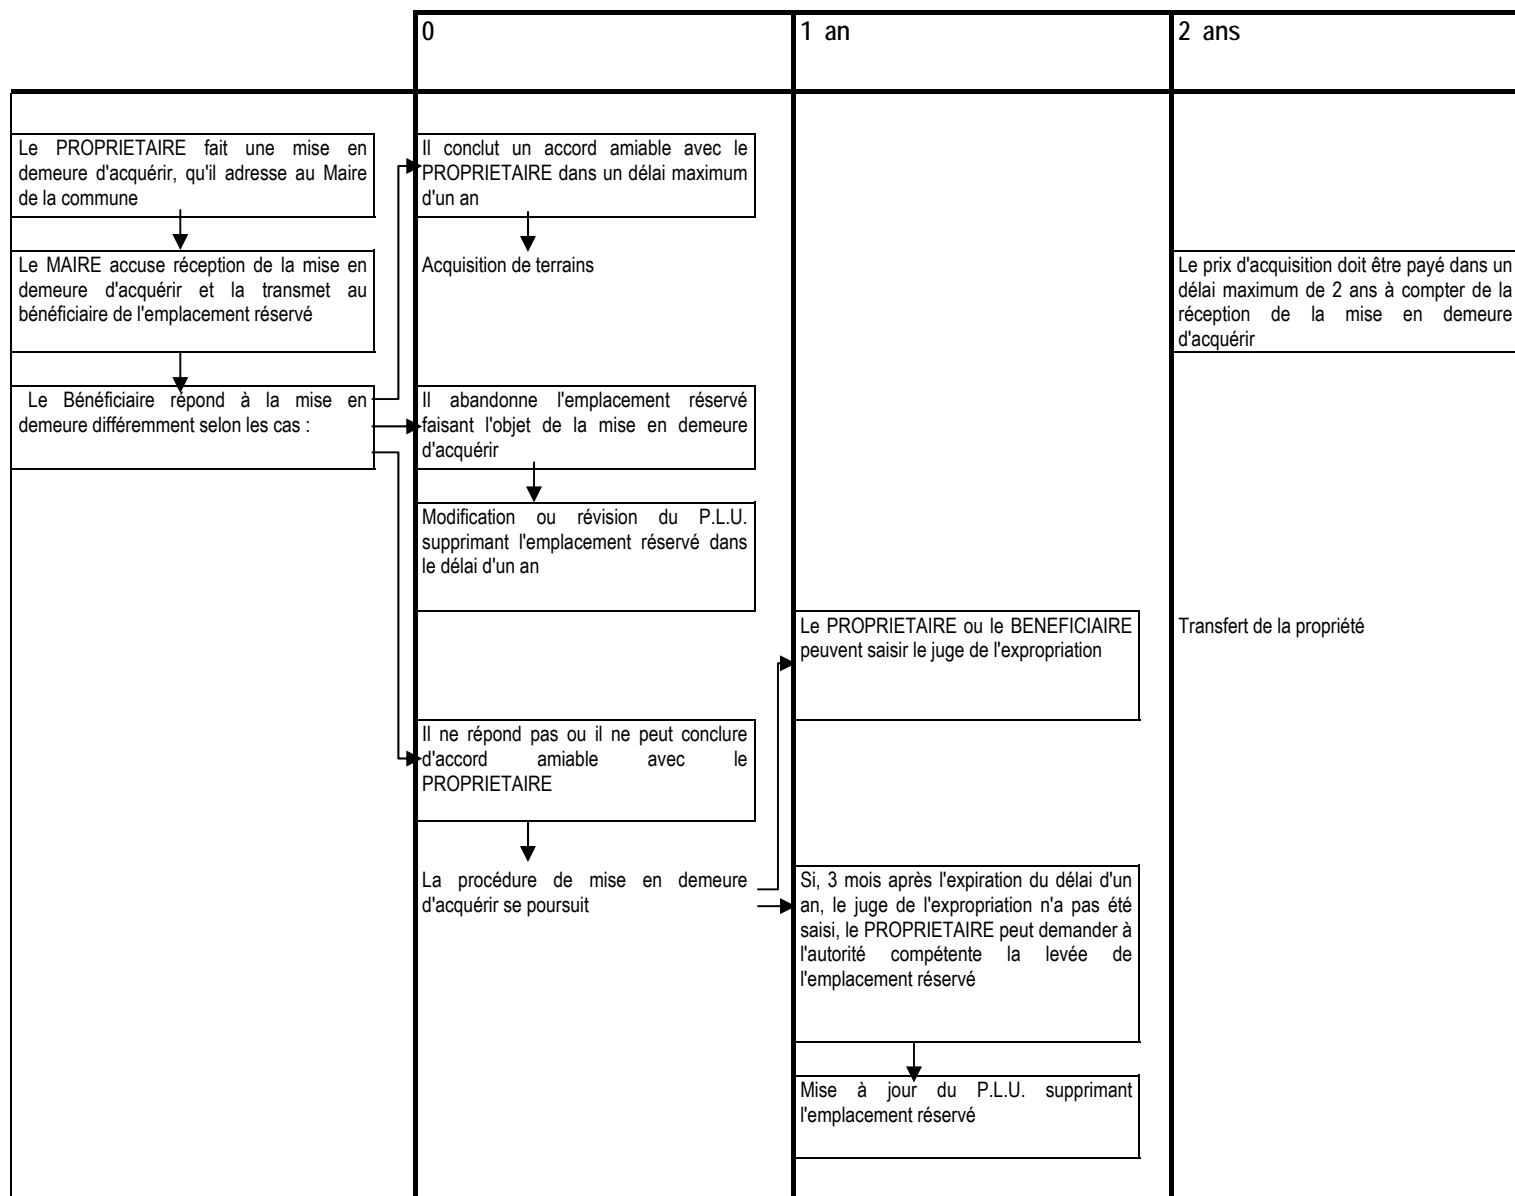 0
1 an
2 ans
Le PROPRIETAIRE fait une mise en
demeure d'acquérir, qu'il adresse au Maire
de la commune
Il conclut un accord amiable avec le
PROPRIETAIRE dans un délai maximum
d'un an
Le MAIRE accuse réception de la mise en
demeure d'acquérir et la transmet au
bénéficiaire de l'emplacement réservé
Acquisition de terrains
Le prix d'acquisition doit être payé dans un
délai maximum de 2 ans à compter de la
réception de la mise en demeure
d'acquérir
Le Bénéficiaire répond à la mise en
demeure différemment selon les cas :
Il abandonne l'emplacement réservé
faisant l'objet de la mise en demeure
d'acquérir
Modification ou révision du P.L.U.
supprimant l'emplacement réservé dans
le délai d'un an
Le PROPRIETAIRE ou le BENEFICIAIRE
peuvent saisir le juge de l'expropriation
Transfert de la propriété
Il ne répond pas ou il ne peut conclure
d'accord amiable avec le
PROPRIETAIRE
La procédure de mise en demeure
d'acquérir se poursuit
Si, 3 mois après l'expiration du délai d'un
an, le juge de l'expropriation n'a pas été
saisi, le PROPRIETAIRE peut demander à
l'autorité compétente la levée de
l'emplacement réservé
Mise à jour du P.L.U. supprimant
l'emplacement réservé